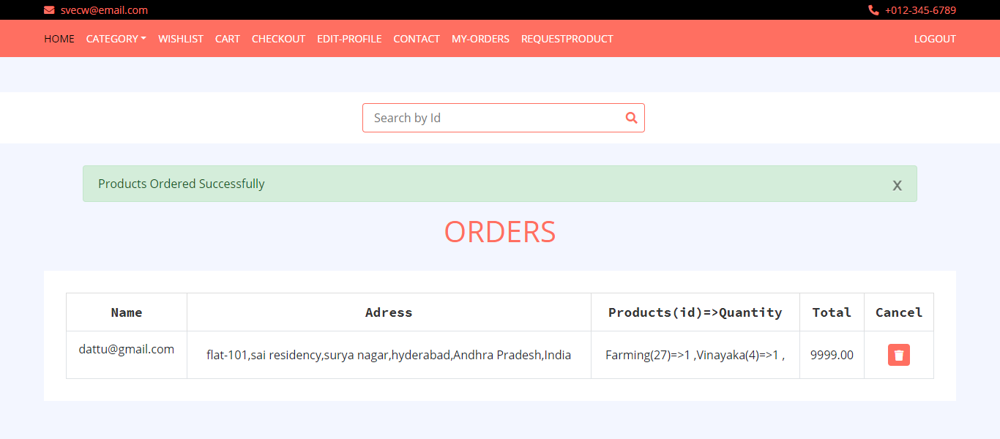 svecw@email.com +012-345-6789
HOME CATEGORY WISHLIST CART CHECKOUT EDIT-PROFILE CONTACT MY-ORDERS REQUESTPRODUCT LOGOUT
Search by Id
Products Ordered Successfully x
ORDERS
Name Adress Products(id)=>Quantity Total Cancel
dattu@gmail.com flat-101,sai residency,surya nagar,hyderabad,Andhra Pradesh,India Farming(27)=>1 ,Vinayaka(4)=>1 , 9999.00